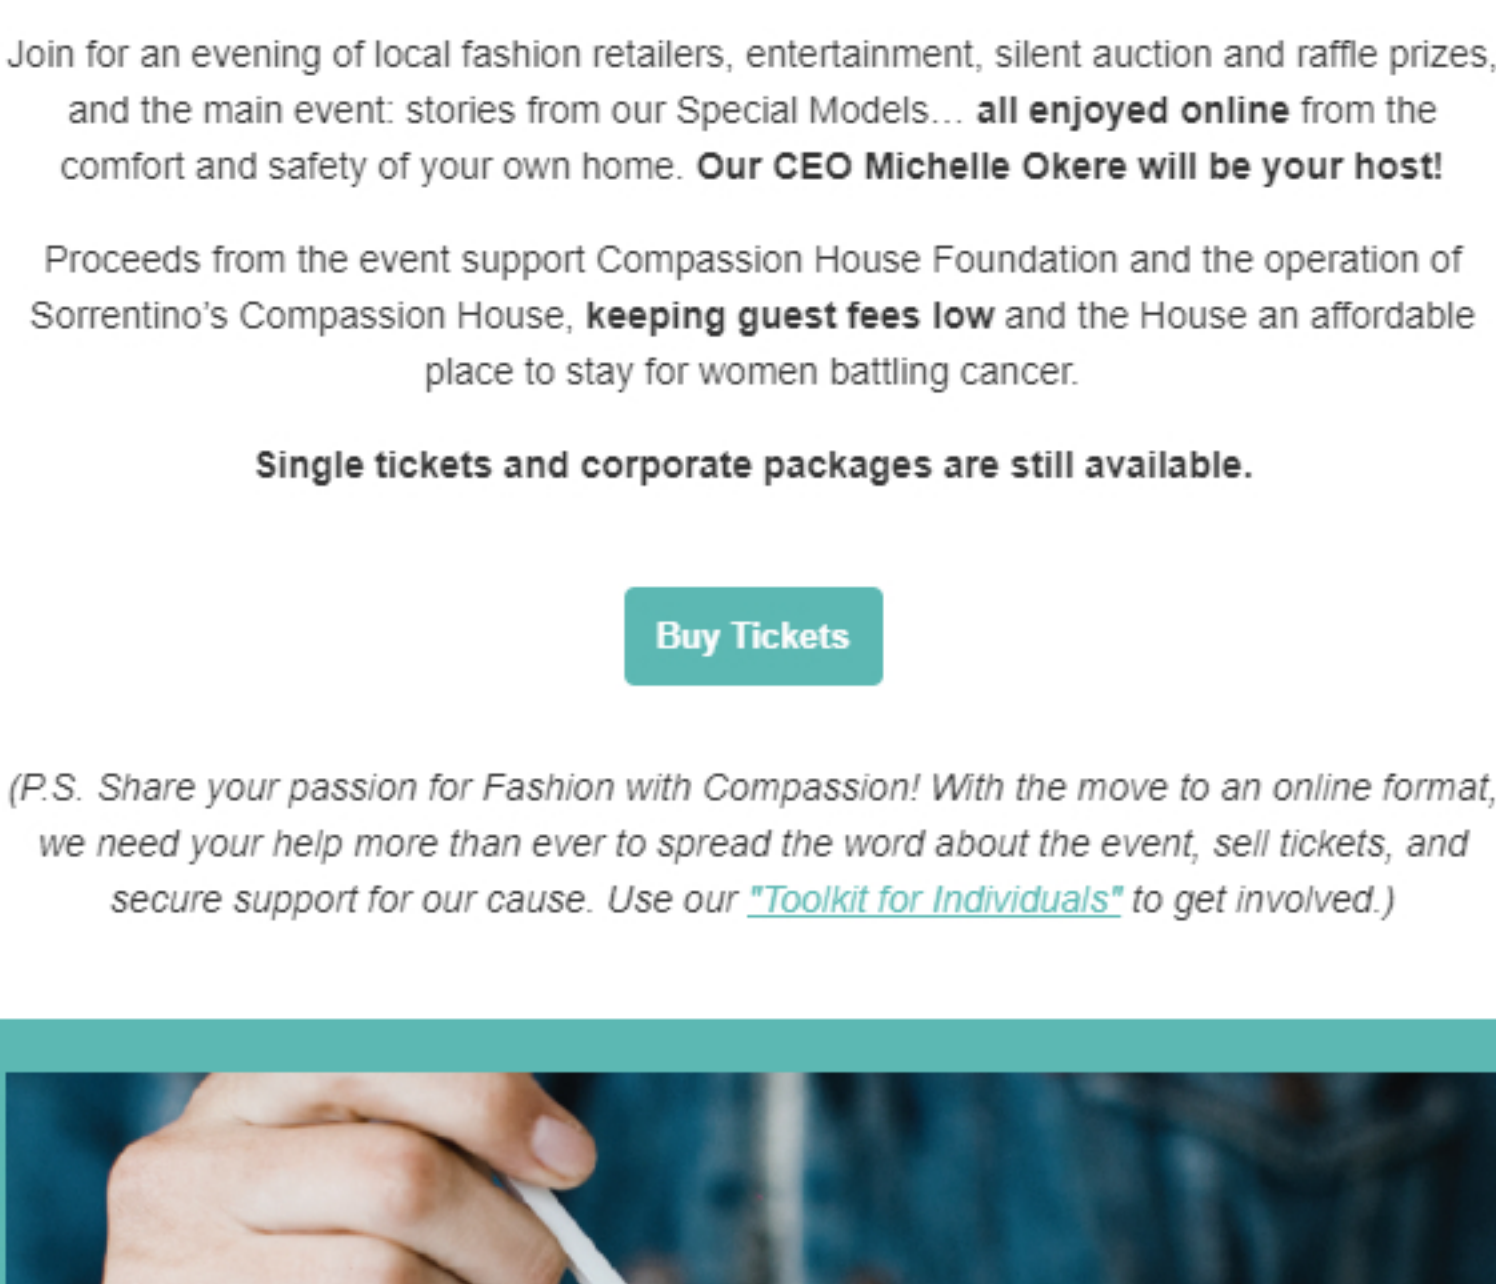 Join for an evening of local fashion retailers, entertainment, silent auction and raffle prizes,
and the main event: stories from our Special Models... all enjoyed online from the
comfort and safety of your own home. Our CEO Michelle Okere will be your host!
Proceeds from the event support Compassion House Foundation and the operation of
Sorrentino’s Compassion House, keeping guest fees low and the House an affordable
place to stay for women battling cancer.
Single tickets and corporate packages are still available.
Buy Tickets
(P.S. Share your passion for Fashion with Compassion! With the move to an online format,
we need your help more than ever to spread the word about the event, sell tickets, and
secure support for our cause. Use our "Toolkit for Individuals" to get involved.)